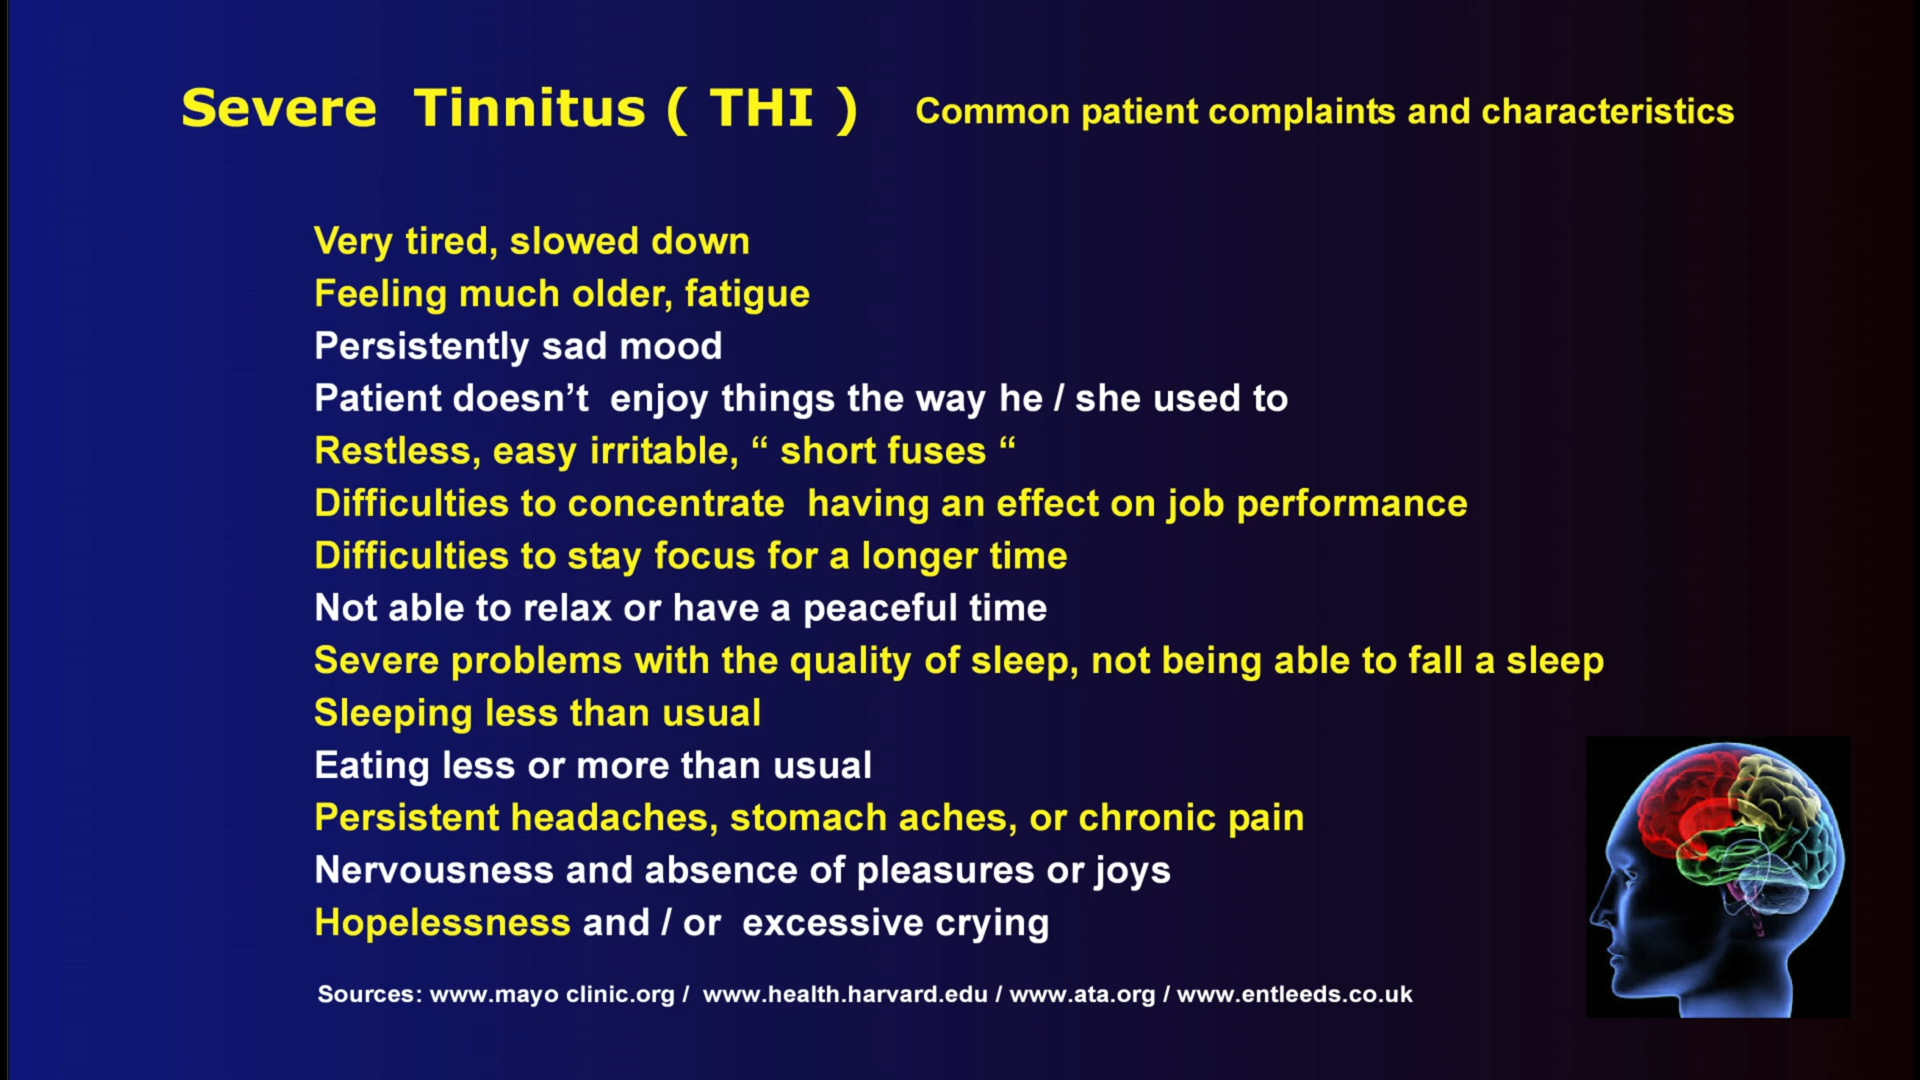 Severe Tinnitus ( THI ) Common patient complaints and characteristics
Very tired, slowed down
Feeling much older, fatigue
Persistently sad mood
Patient doesn’t enjoy things the way he / she used to
Restless, easy irritable, “ short fuses “
Difficulties to concentrate having an effect on job performance
Difficulties to stay focus for a longer time
Not able to relax or have a peaceful time
Severe problems with the quality of sleep, not being able to fall a sleep
Sleeping less than usual
Eating less or more than usual
Persistent headaches, stomach aches, or chronic pain
Nervousness and absence of pleasures or joys
Hopelessness and / or excessive crying
Sources: www.mayo clinic.org / www.health.harvard.edu / www.ata.org / www.entleeds.co.uk